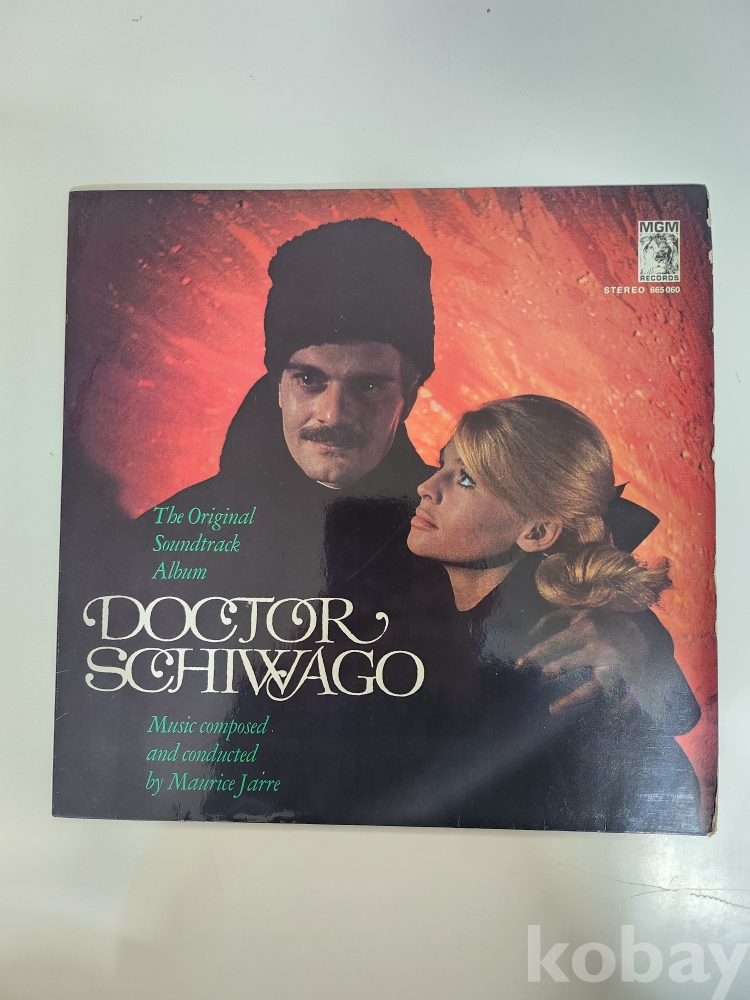 MGM
RECORDS
STEREO 665 060
The Original
Soundtrack
Album
DOCTOR
SCHIWAGO
Music composed
and conducted
by Maurice Jarre
kobay